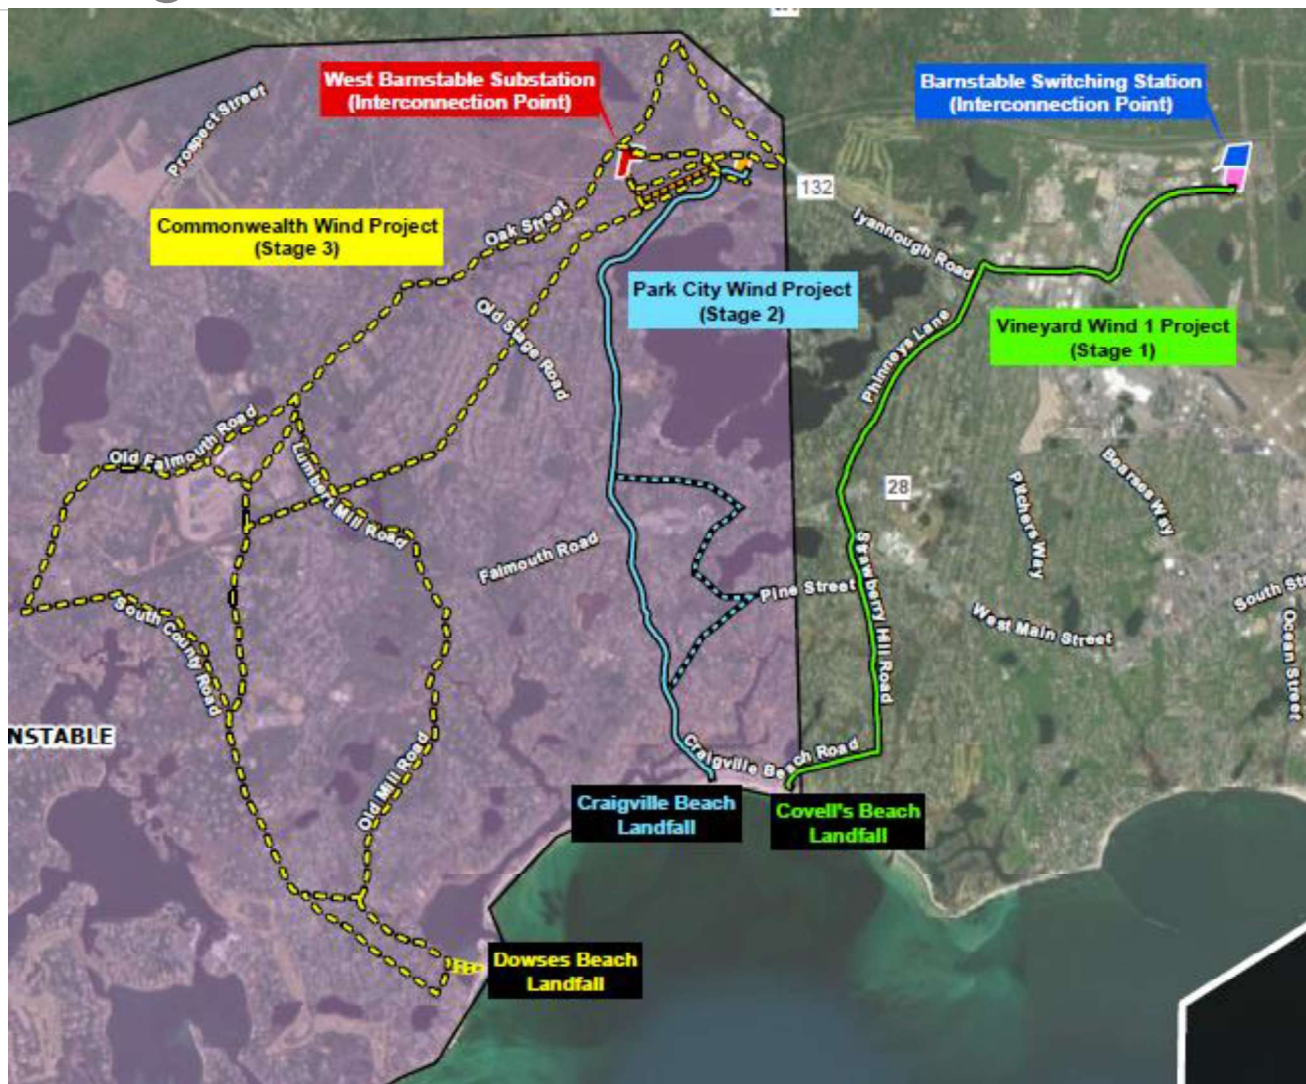 West Barnstable Substation
(Interconnection Point)
Barnstable Switching Station
(Interconnection Point)
Prospect Street
132
Commonwealth Wind Project
(Stage 3)
Oak Street
Iyannough Road
Park City Wind Project
(Stage 2)
Old Stage Road
Phinneys Lane
Vineyard Wind 1 Project
(Stage 1)
Old Falmouth Road
Lumbert Mill Road
28
Pitchers Way
Bearses Way
Falmouth Road
Strawberry Hill Road
Pine Street
South Str
South County Road
West Main Street
Ocean Street
NSTABLE
Old Mill Road
Craigville Beach Road
Craigville Beach
Landfall
Covell's Beach
Landfall
Dowses Beach
Landfall